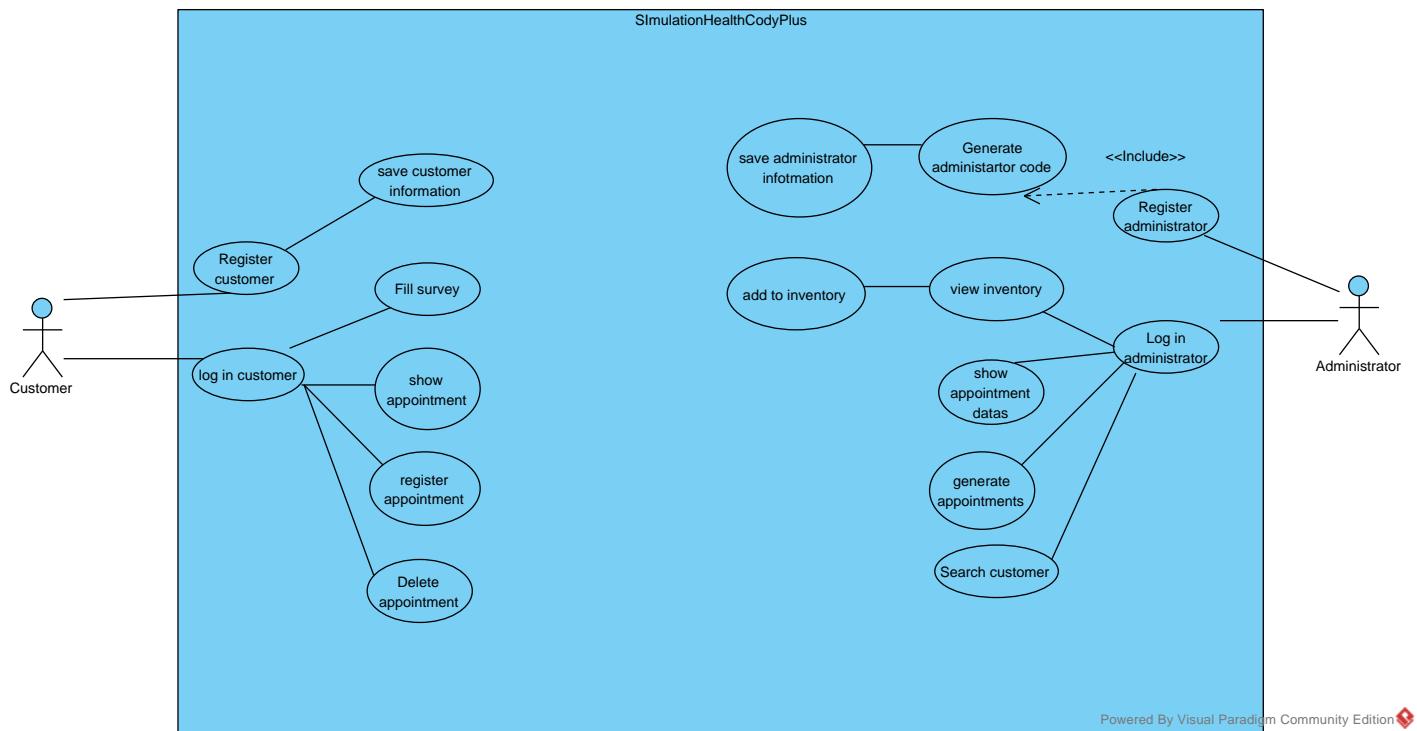 SImulationHealthCodyPlus
save customer
information
Register
customer
Fill survey
log in customer
show
appointment
register
appointment
Delete
appointment
Customer
save administrator
infotmation
Generate
administartor code
<<Include>>
Register
administrator
add to inventory
view inventory
Log in
administrator
show
appointment
datas
generate
appointments
Search customer
Administrator
Powered By Visual Paradigm Community Edition